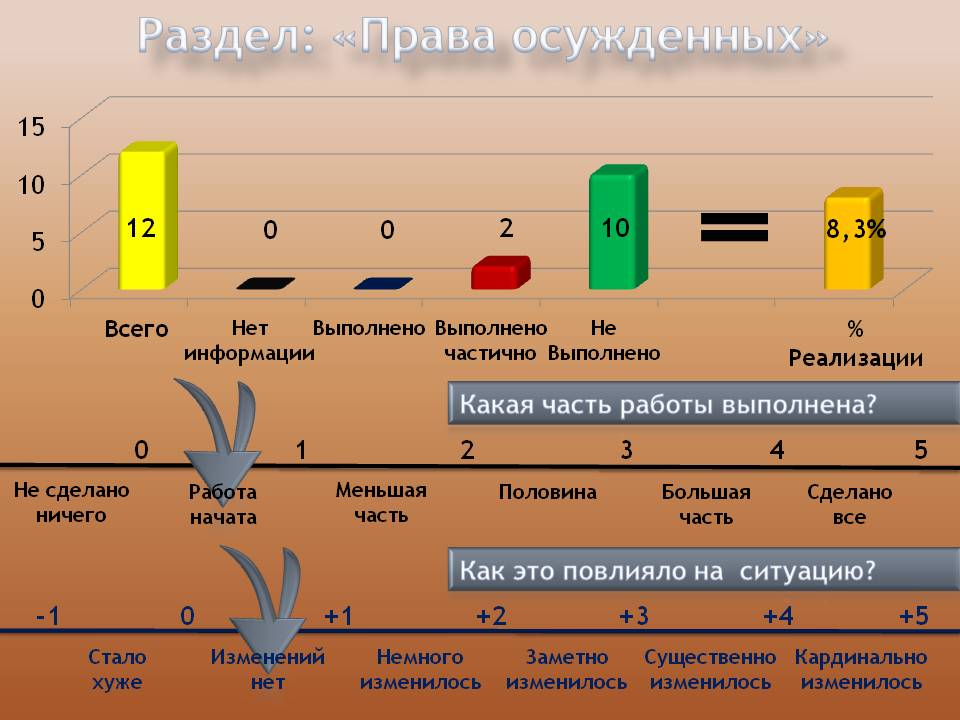 Раздел: «Права осужденных»
15
10
5
0
12
0
0
2
10
8,3%
Всего
Нет
информации
Выполнено
Выполнено
частично
Не
Выполнено
%
Реализации
Какая часть работы выполнена?
0 1 2 3 4 5
Не сделано
ничего
Работа
начата
Меньшая
часть
Половина
Большая
часть
Сделано
все
Как это повлияло на ситуацию?
-1 0 +1 +2 +3 +4 +5
Стало
хуже
Изменений
нет
Немного
изменилось
Заметно
изменилось
Существенно
изменилось
Кардинально
изменилось